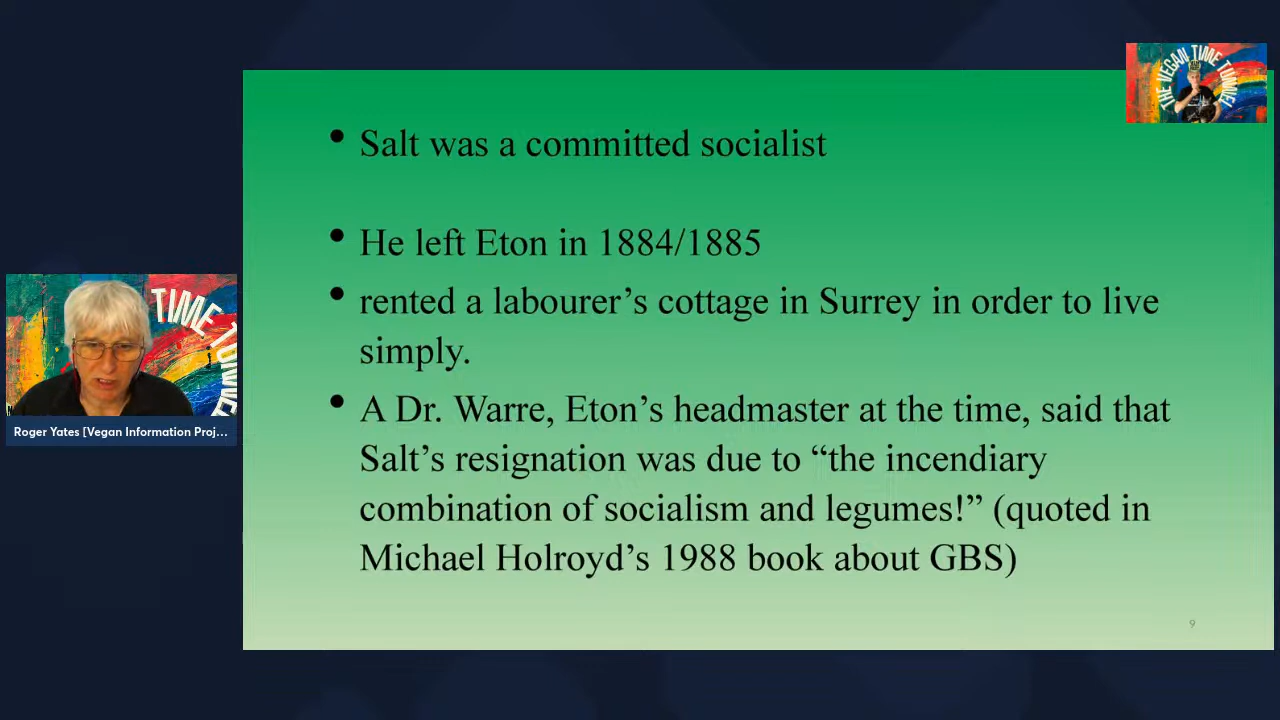 THE VEGAN TIME TUNNEL
• Salt was a committed socialist
• He left Eton in 1884/1885
• rented a labourer’s cottage in Surrey in order to live
simply.
• A Dr. Warre, Eton’s headmaster at the time, said that
Salt’s resignation was due to “the incendiary
combination of socialism and legumes!” (quoted in
Michael Holroyd’s 1988 book about GBS)
9
TIME TUNNEL
Roger Yates [Vegan Information Proj...